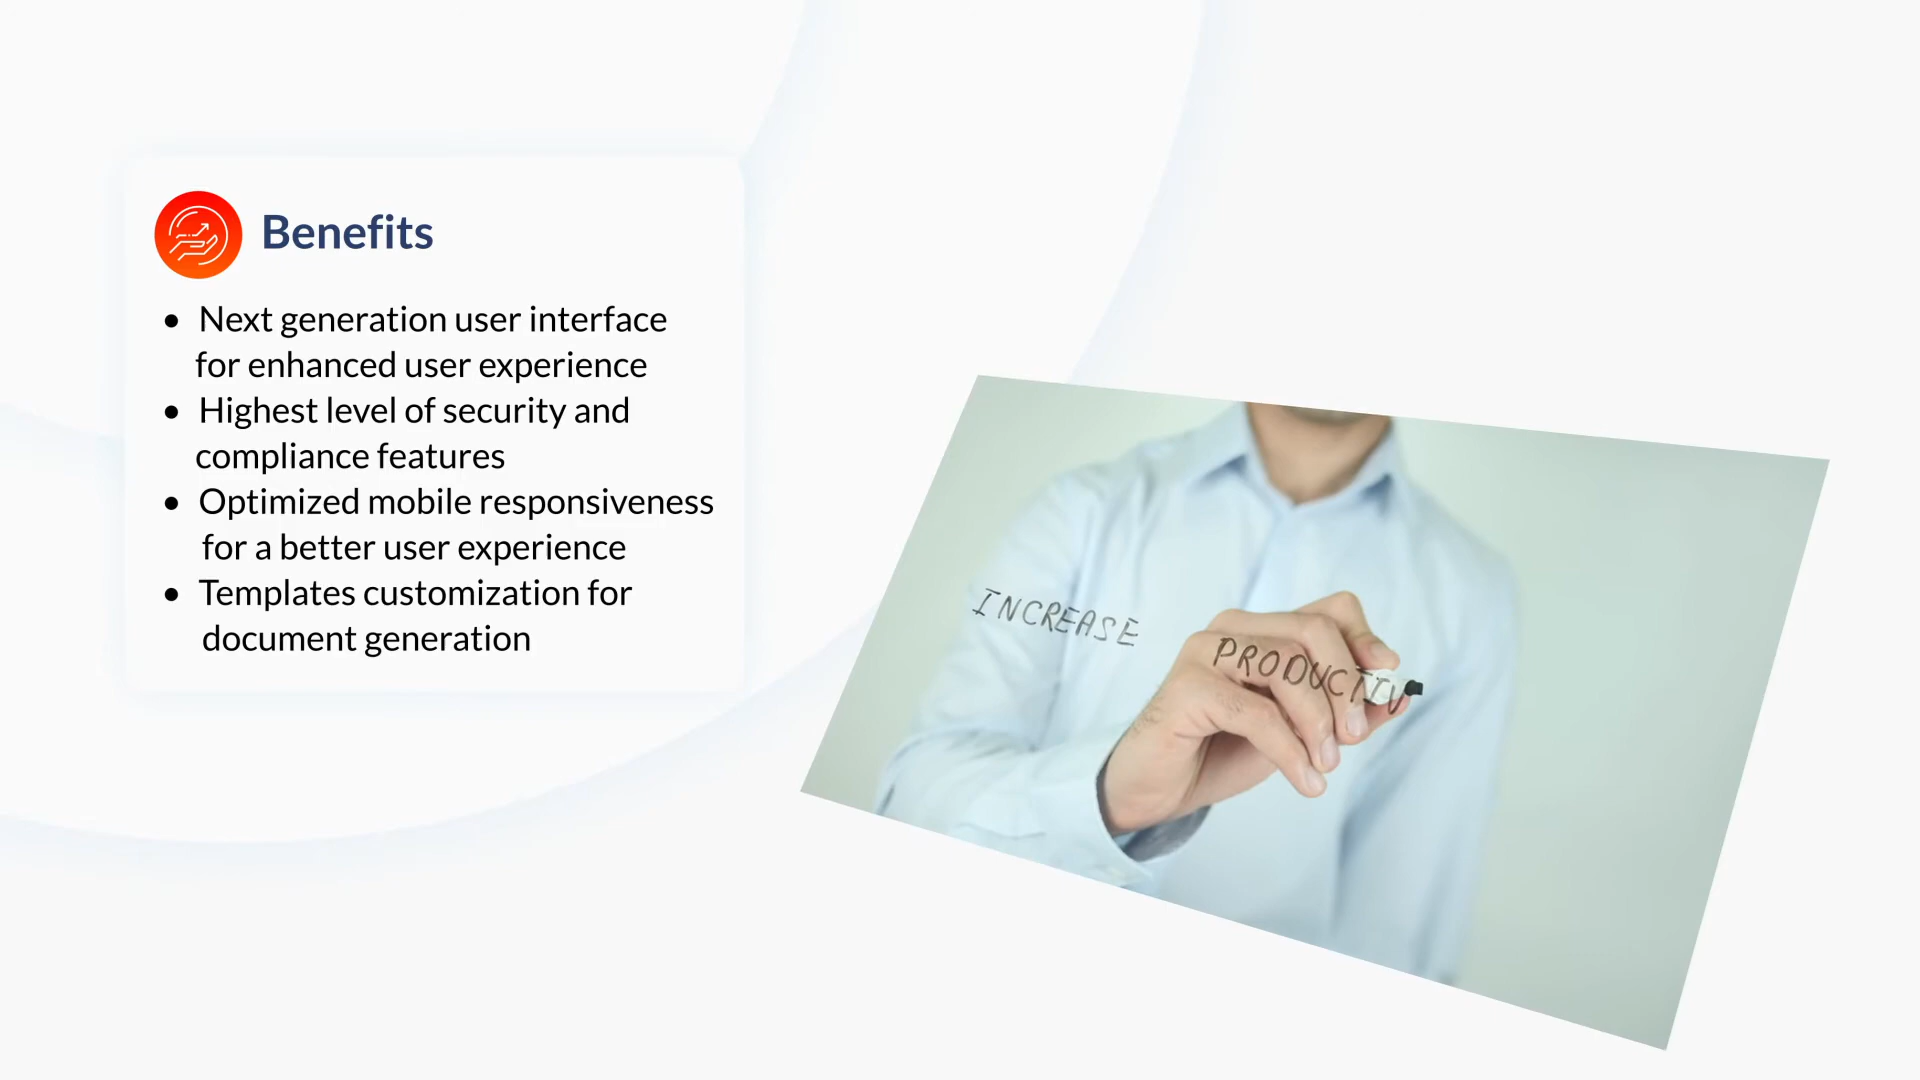 Benefits
• Next generation user interface
for enhanced user experience
• Highest level of security and
compliance features
• Optimized mobile responsiveness
for a better user experience
• Templates customization for
document generation
INCREASE PRODUCTIV